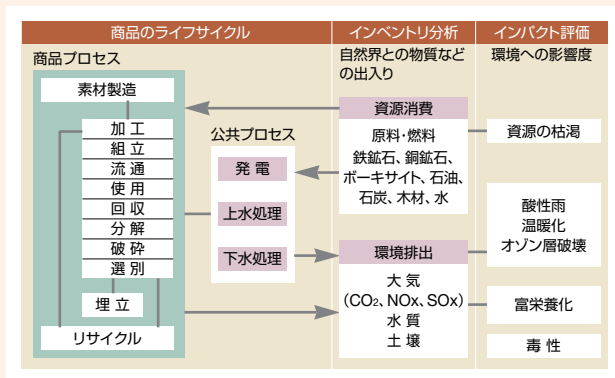 商品のライフサイクル
インベントリ分析
インパクト評価
商品プロセス
素材製造
加 工
組 立
流 通
使 用
回 収
分 解
破 砕
選 別
埋 立
リサイクル
公共プロセス
発 電
上水処理
下水処理
自然界との物質など
の出入り
資源消費
原料・燃料
鉄鉱石、銅鉱石、
ボーキサイト、石油、
石炭、木材、水
環境排出
大 気
(CO₂、NOx、SOx)
水 質
土 壌
環境への影響度
資源の枯渇
酸性雨
温暖化
オゾン層破壊
富栄養化
毒 性